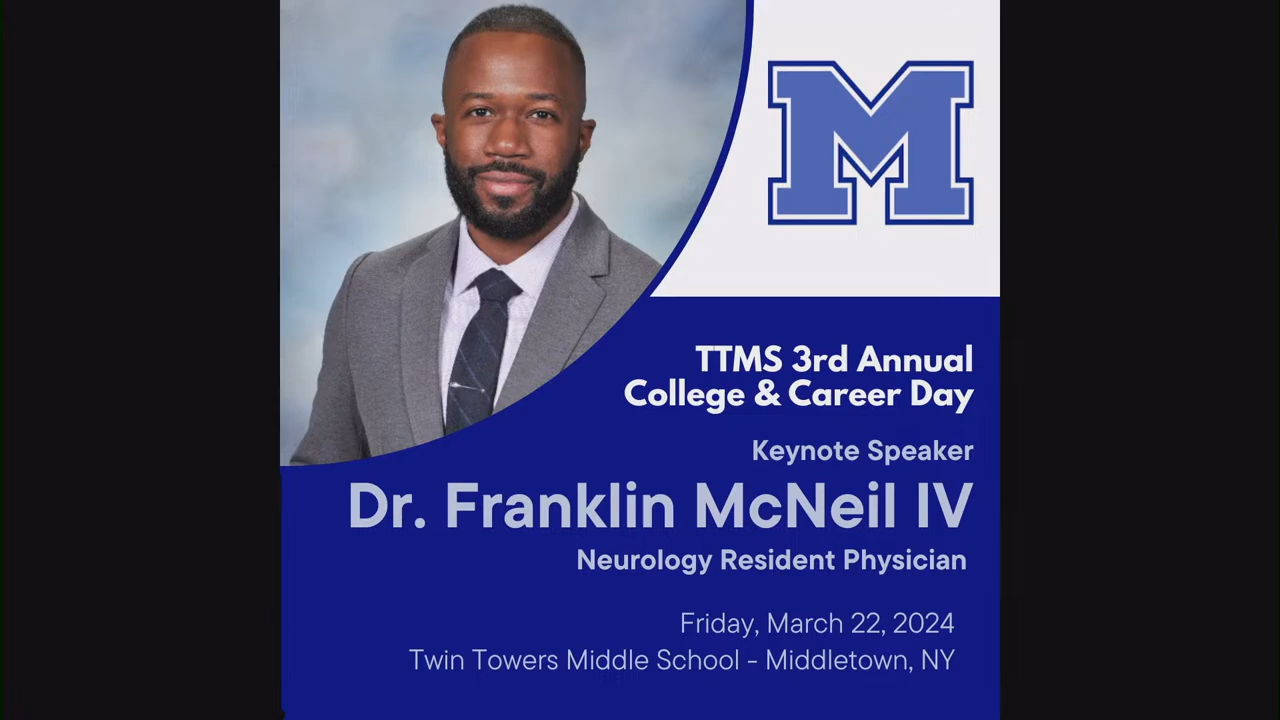 M
TTMS 3rd Annual
College & Career Day
Keynote Speaker
Dr. Franklin McNeil IV
Neurology Resident Physician
Friday, March 22, 2024
Twin Towers Middle School - Middletown, NY